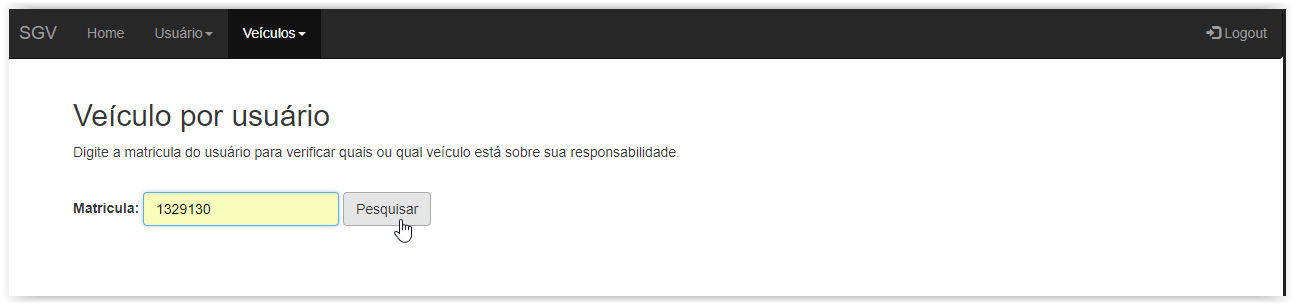 SGV Home Usuário Veículos Logout
Veículo por usuário
Digite a matricula do usuário para verificar quais ou qual veículo está sobre sua responsabilidade.
Matricula: 1329130 Pesquisar